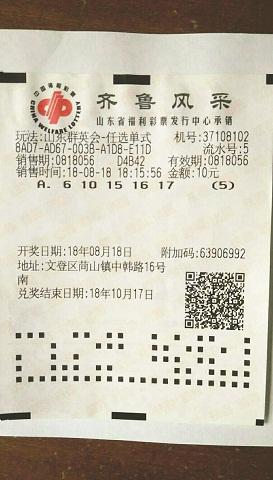 中国福利彩票
CHINA WELFARE LOTTERY
齐鲁风采
山东省福利彩票发行中心承销
玩法:山东群英会-任选单式 机号:37108102
8AD7-AD67-003B-A1D8-E11D 流水号:5
销售期:0818056 D4B42 有效期:0818056
销售时间:18-08-18 18:15:56 金额:10元
A. 6 10 15 16 17 (5)
开奖日期:18年08月18日 附加码:63906992
地址:文登区苘山镇中韩路16号
南
兑奖结束日期:18年10月17日